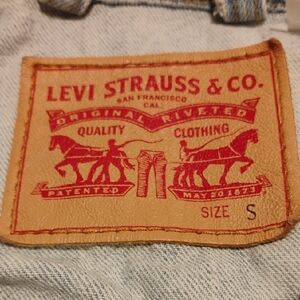 LEVI STRAUSS & CO.
SAN FRANCISCO
CAL.
ORIGINAL RIVETED
QUALITY CLOTHING
PATENTED MAY 20 1873
SIZE S